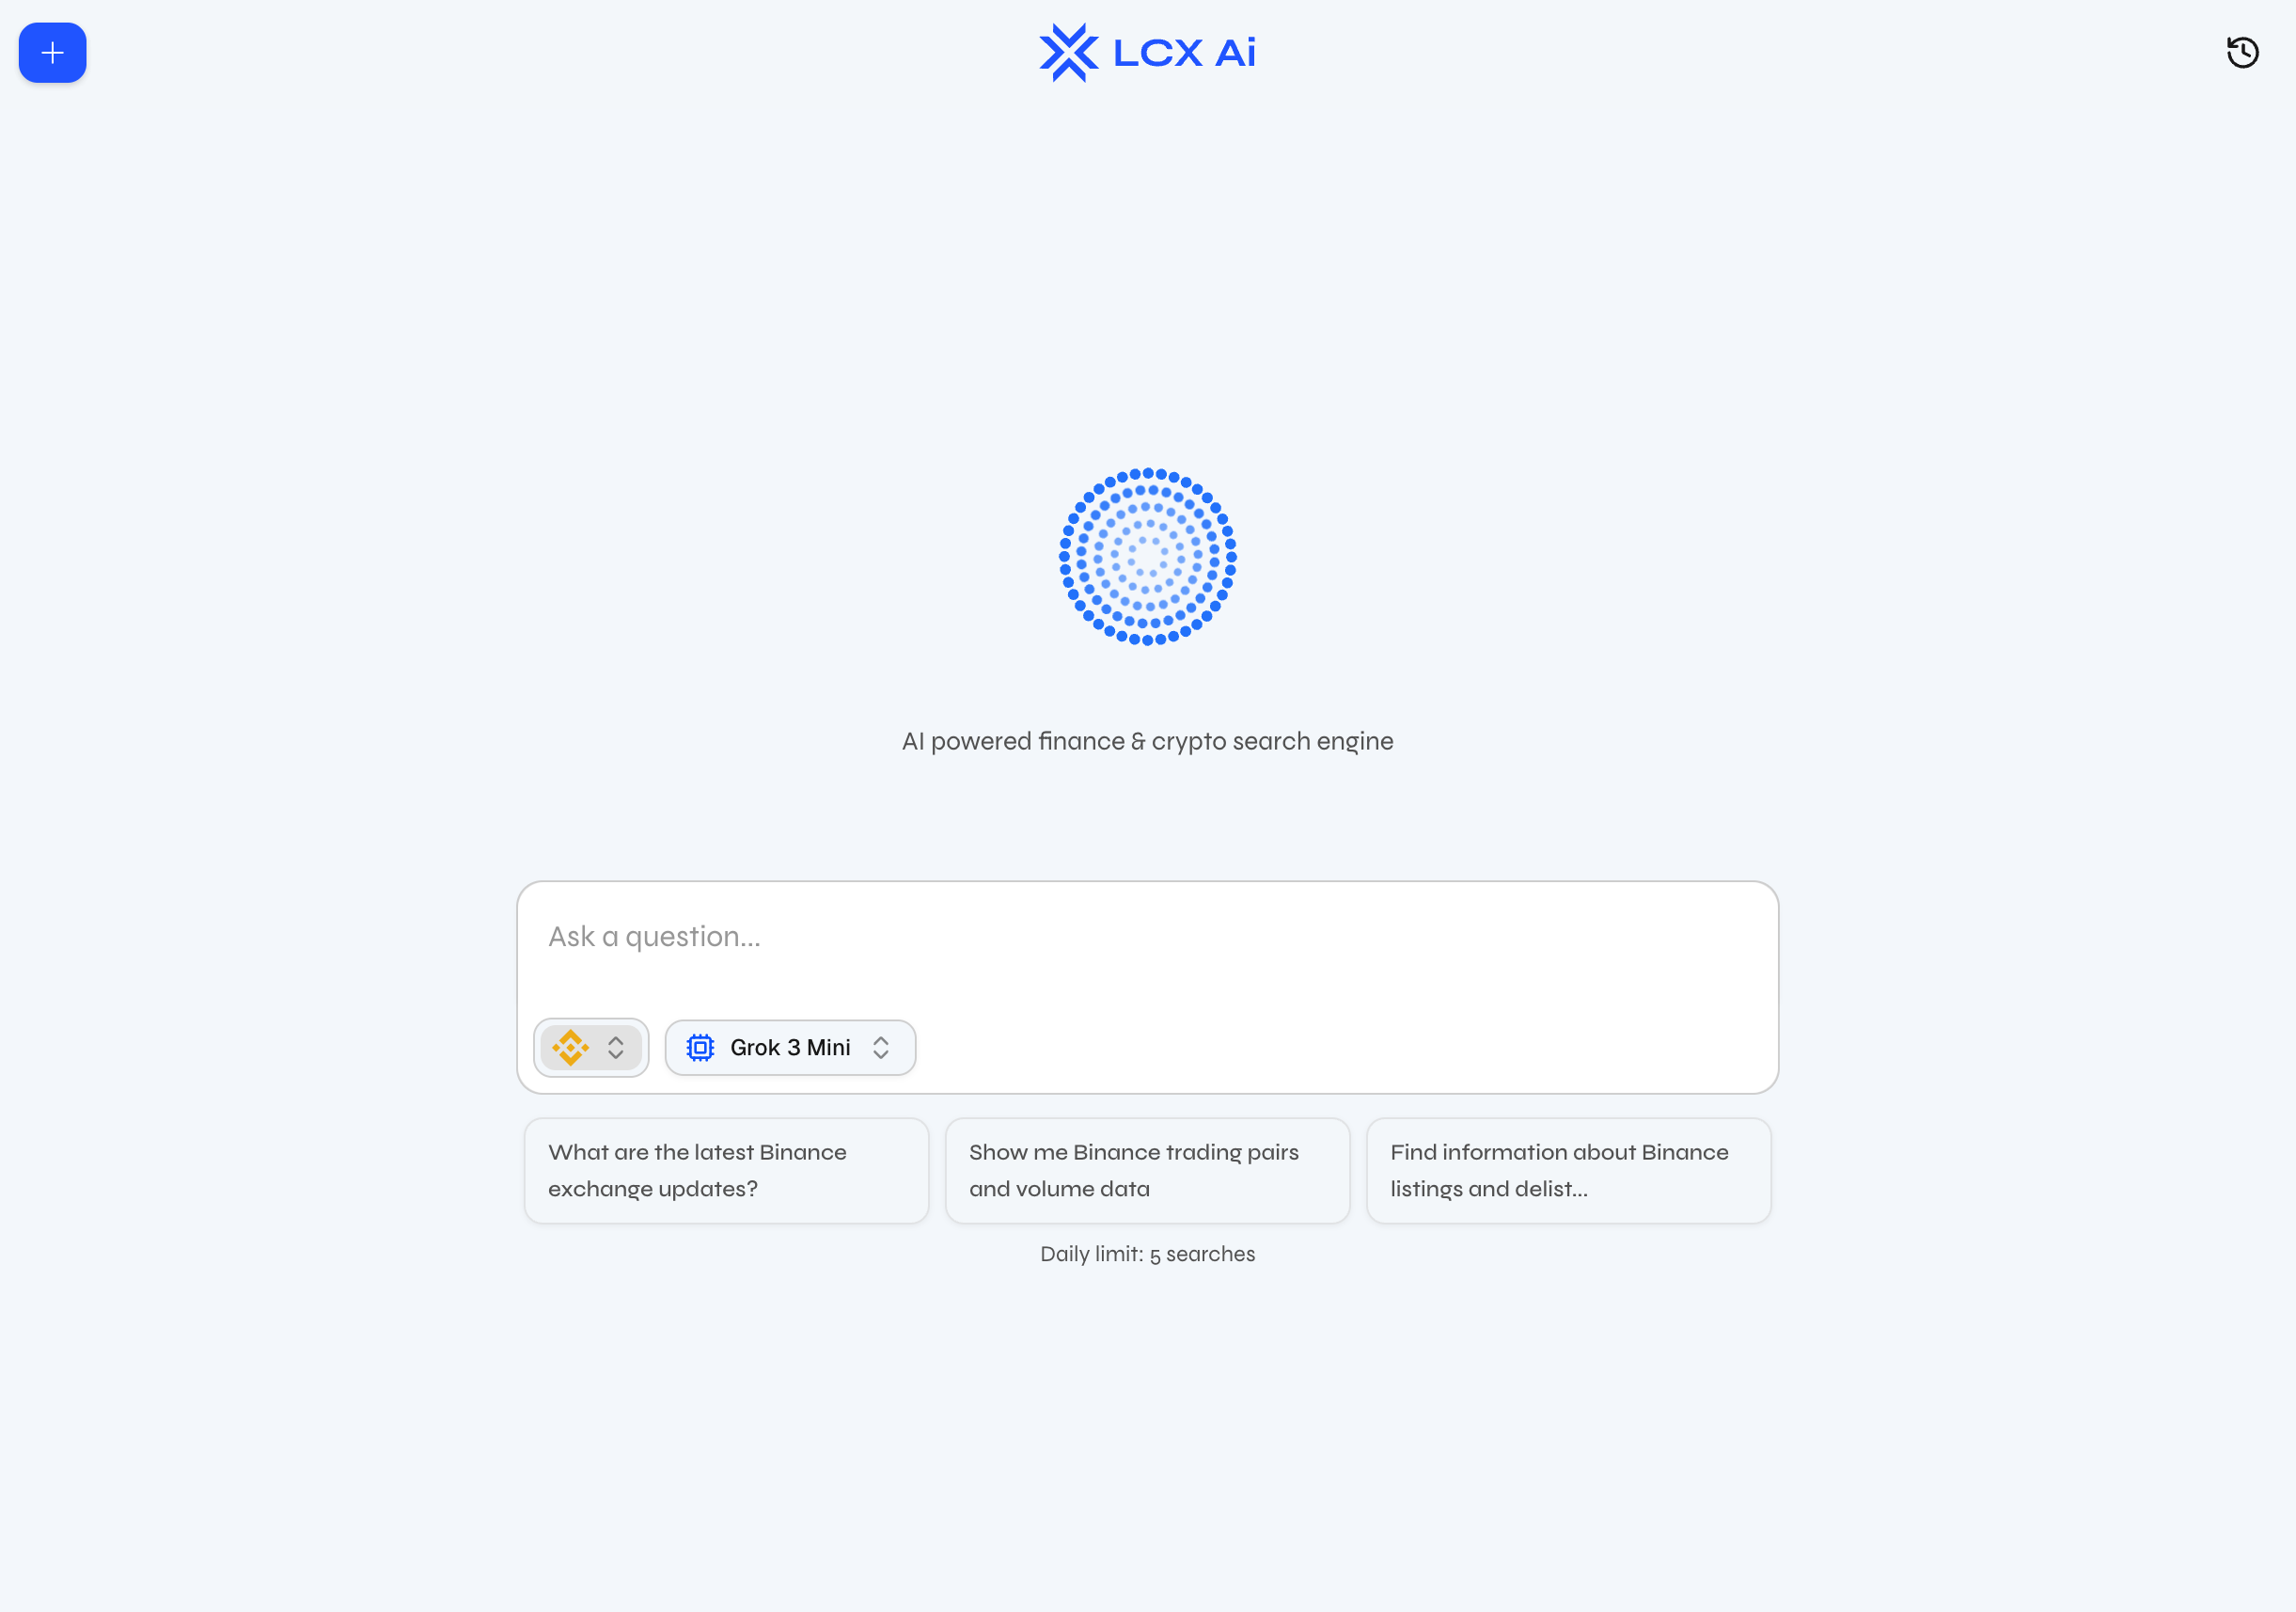 LCX Ai
AI powered finance & crypto search engine
Ask a question...
Grok 3 Mini
What are the latest Binance
exchange updates?
Show me Binance trading pairs
and volume data
Find information about Binance
listings and delist...
Daily limit: 5 searches